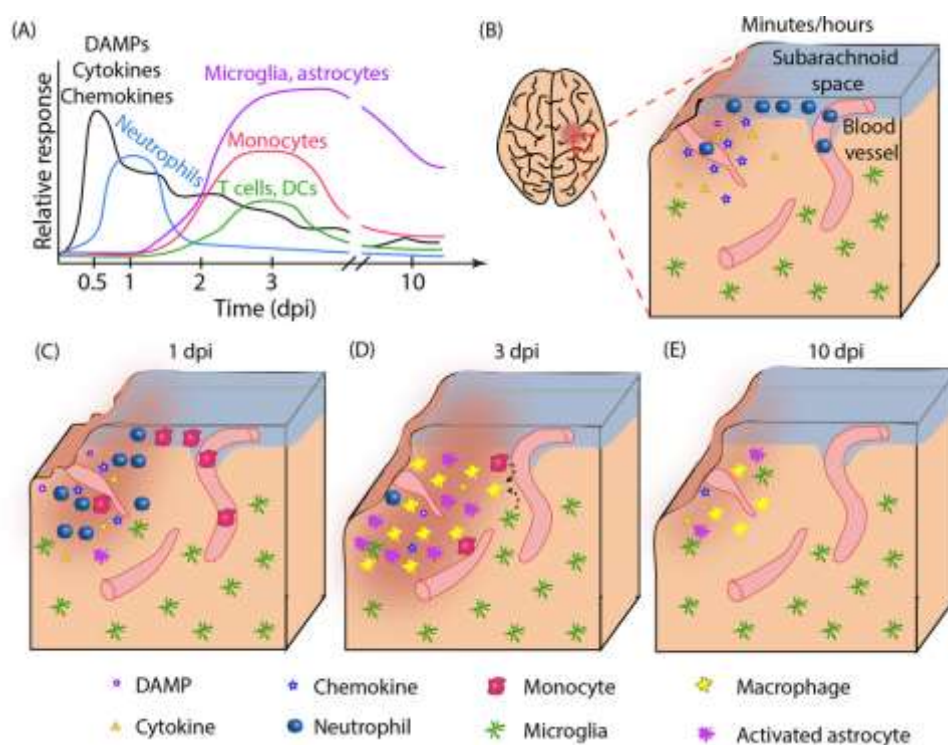 (A)
DAMPs
Cytokines
Chemokines
Microglia, astrocytes
Neutrophils
Monocytes
T cells, DCs
Relative response
0.5 1 2 3 10
Time (dpi)
(B)
Minutes/hours
Subarachnoid
space
Blood
vessel
(C) 1 dpi
(D) 3 dpi
(E) 10 dpi
DAMP Chemokine Monocyte Macrophage
Cytokine Neutrophil Microglia Activated astrocyte